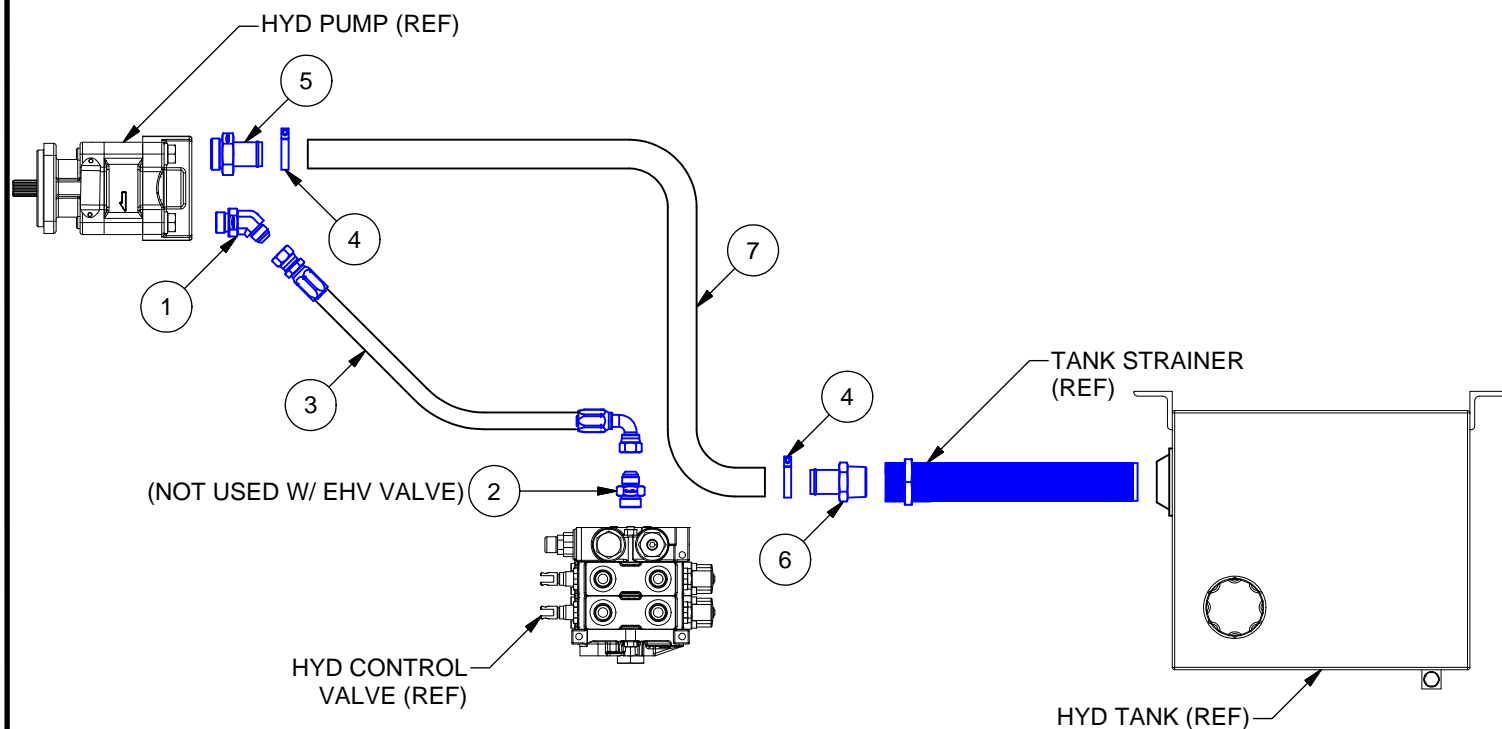 HYD PUMP (REF)
5
4
1
7
3
TANK STRAINER
(REF)
4
(NOT USED W/ EHV VALVE) 2
6
HYD CONTROL
VALVE (REF)
HYD TANK (REF)